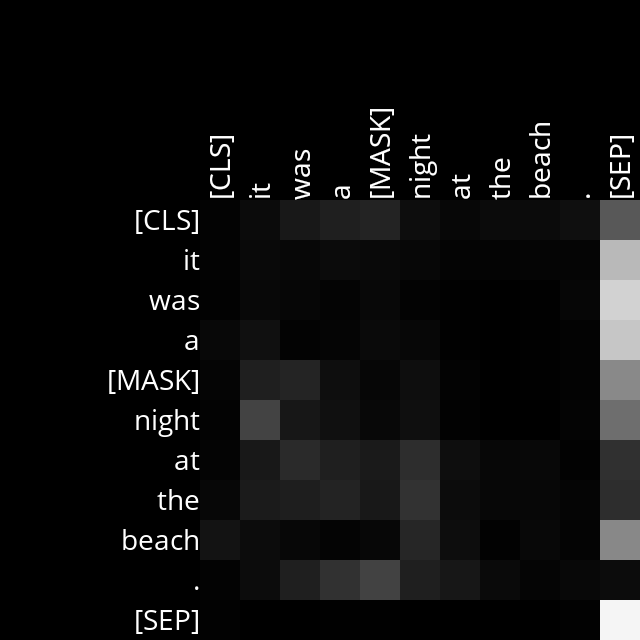 [CLS] it was a [MASK] night at the beach . [SEP]
[CLS]
it
was
a
[MASK]
night
at
the
beach
.
[SEP]